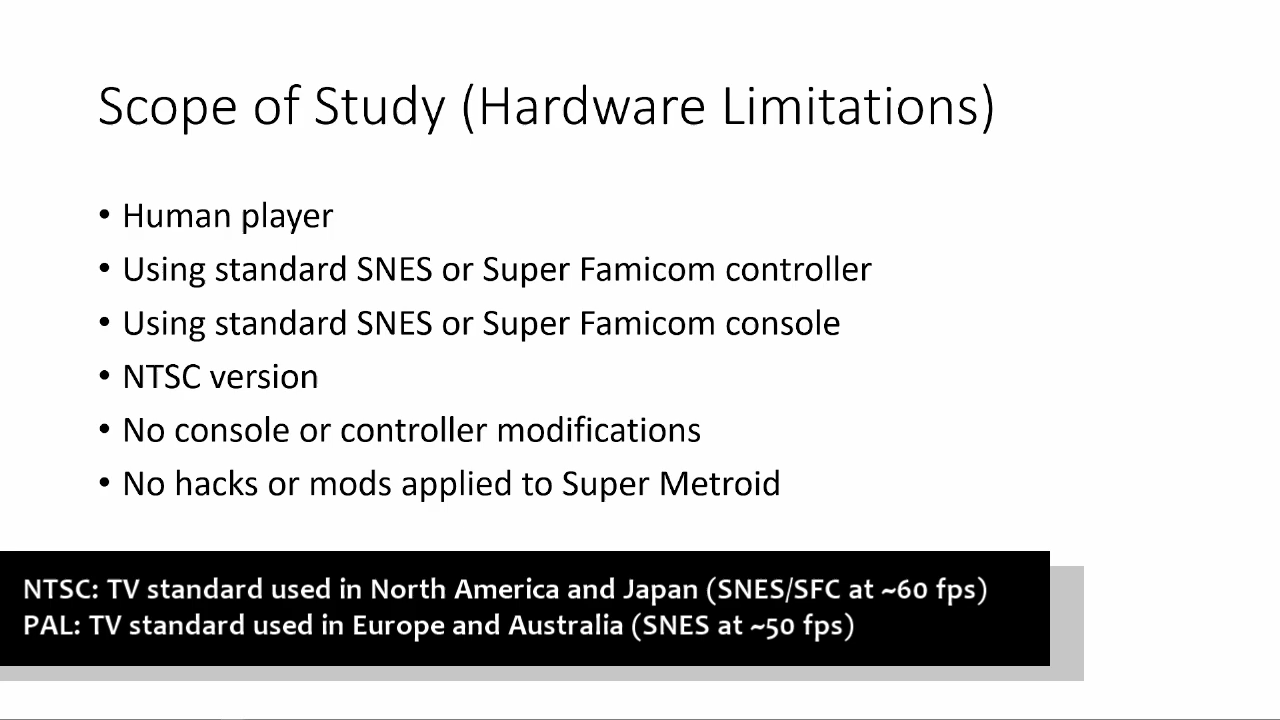 Scope of Study (Hardware Limitations)
• Human player
• Using standard SNES or Super Famicom controller
• Using standard SNES or Super Famicom console
• NTSC version
• No console or controller modifications
• No hacks or mods applied to Super Metroid
NTSC: TV standard used in North America and Japan (SNES/SFC at ~60 fps)
PAL: TV standard used in Europe and Australia (SNES at ~50 fps)